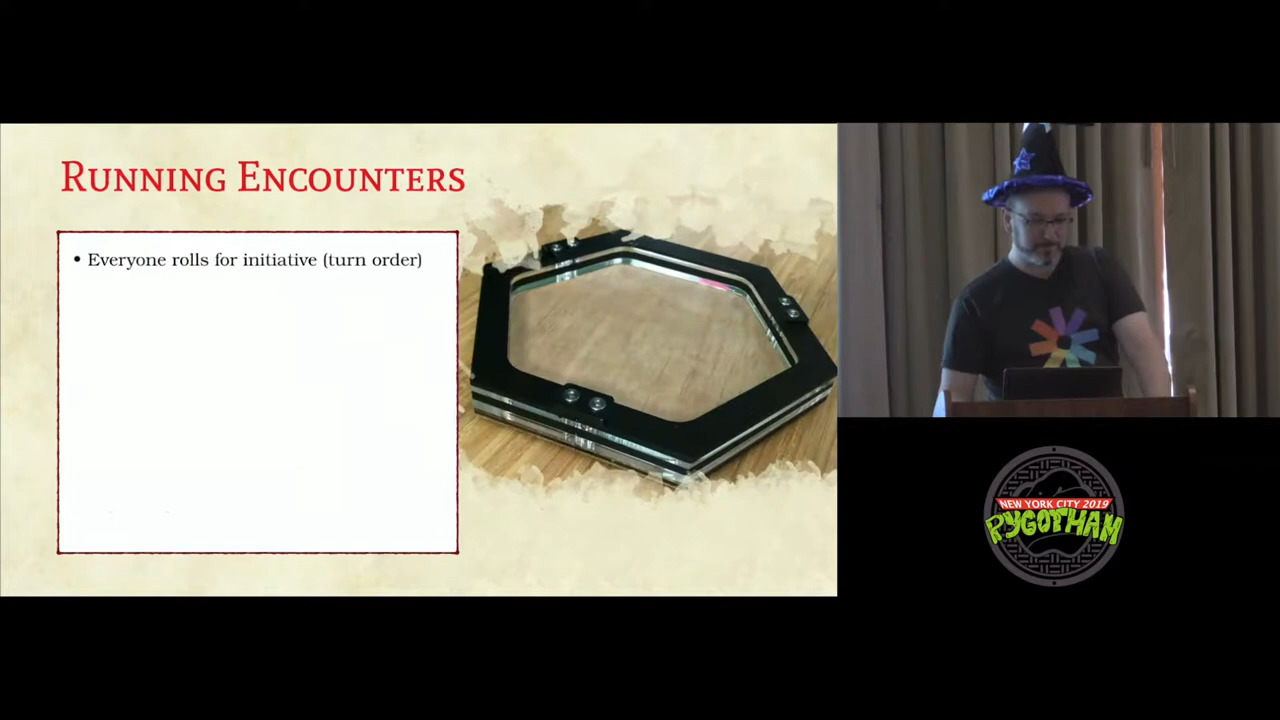 RUNNING ENCOUNTERS
• Everyone rolls for initiative (turn order)
NEW YORK CITY 2019
PYGOTHAM